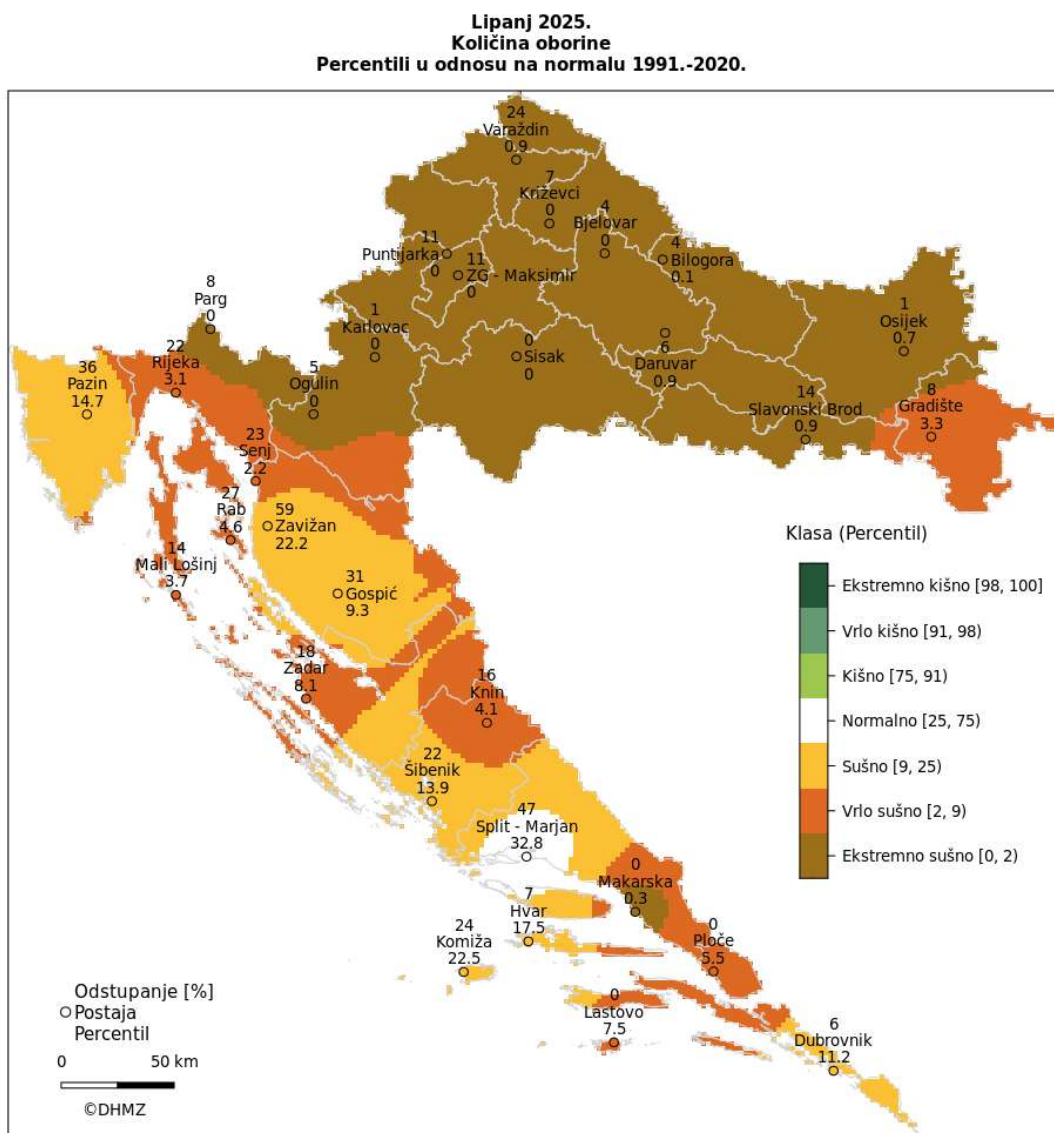 Lipanj 2025.
Količina oborine
Percentili u odnosu na normalu 1991.-2020.
24
Varaždin
0.9
7
Križevci
0
4
Bjelovar
0
11
Puntijarka
0
11
ZG - Maksimir
0
4
Bilogora
0.1
8
Parg
0
1
Karlovac
0
0
Sisak
0
6
Daruvar
0.9
1
Osijek
0.7
36
Pazin
14.7
22
Rijeka
3.1
5
Ogulin
0
14
Slavonski Brod
0.9
8
Gradište
3.3
23
Senj
2.2
27
Rab
4.6
59
Zavižan
22.2
14
Mali Lošinj
3.7
31
Gospić
9.3
18
Zadar
8.1
16
Knin
4.1
22
Šibenik
13.9
47
Split - Marjan
32.8
0
Makarska
0.3
7
Hvar
17.5
24
Komiža
22.5
0
Ploče
5.5
0
Lastovo
7.5
6
Dubrovnik
11.2
Klasa (Percentil)
Ekstremno kišno [98, 100]
Vrlo kišno [91, 98)
Kišno [75, 91)
Normalno [25, 75)
Sušno [9, 25)
Vrlo sušno [2, 9)
Ekstremno sušno [0, 2)
Odstupanje [%]
Postaja
Percentil
0 50 km
©DHMZ